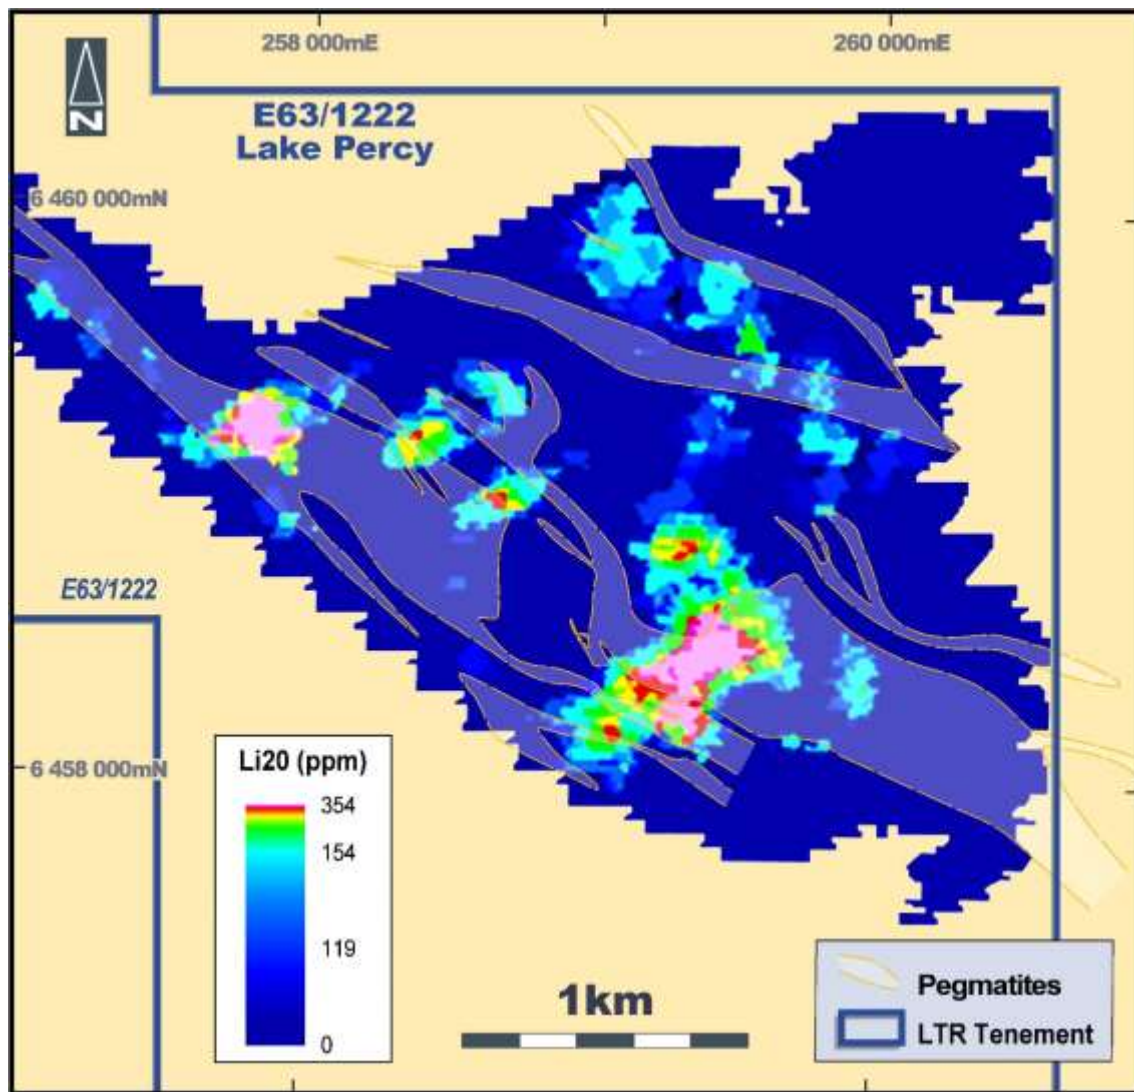 258 000mE
260 000mE
N
E63/1222
Lake Percy
6 460 000mN
E63/1222
6 458 000mN
Li20 (ppm)
354
154
119
0
1km
Pegmatites
LTR Tenement